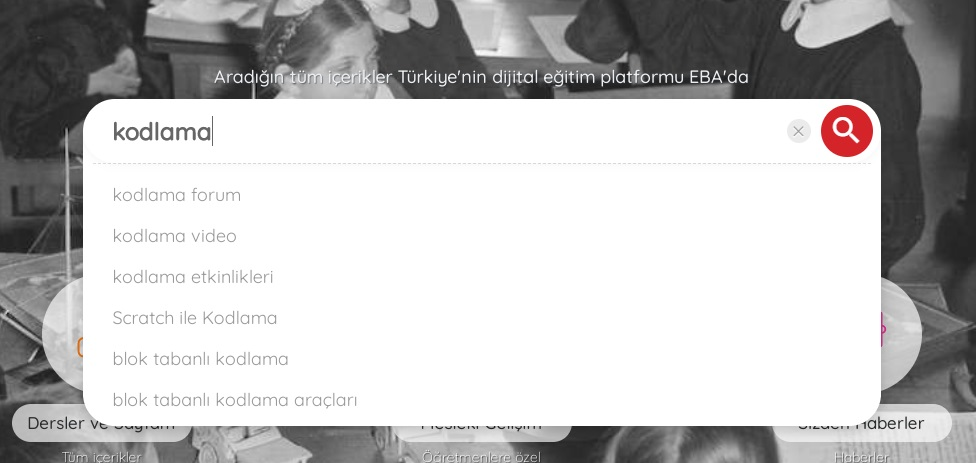 Aradığın tüm içerikler Türkiye'nin dijital eğitim platformu EBA'da
kodlama
kodlama forum
kodlama video
kodlama etkinlikleri
Scratch ile Kodlama
blok tabanlı kodlama
blok tabanlı kodlama araçları
Dersler ve Sayfam Mesleki Gelişim Sizden Haberler
Tüm içerikler Öğretmenlere özel Haberler